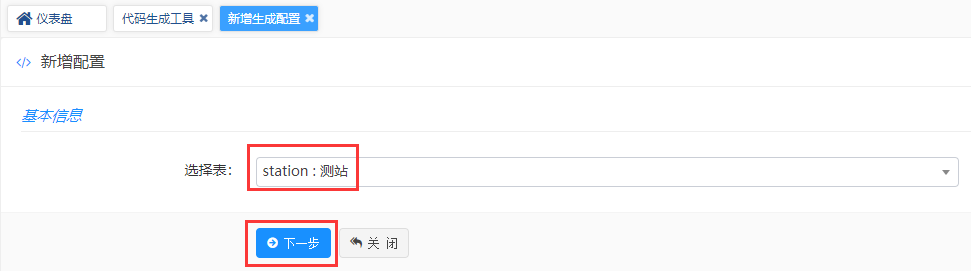 仪表盘 代码生成工具 新增生成配置
新增配置
基本信息
选择表： station : 测站
下一步 关 闭